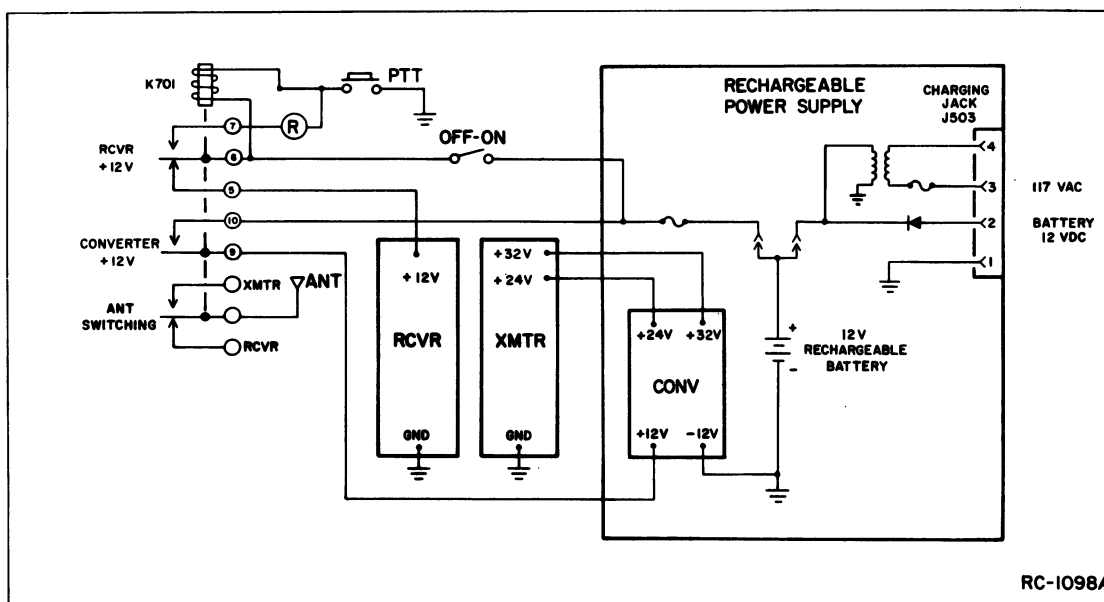 K701
PTT
7
R
RCVR
+12V
6
OFF-ON
5
10
CONVERTER
+12V
9
XMTR
ANT
ANT
SWITCHING
RCVR
+12V
RCVR
GND
+32V
+24V
XMTR
GND
RECHARGEABLE
POWER SUPPLY
CHARGING
JACK
J503
4
3
117 VAC
2
BATTERY
12 VDC
1
+24V +32V
CONV
+12V -12V
+
12V
RECHARGEABLE
BATTERY
-
RC-1098A